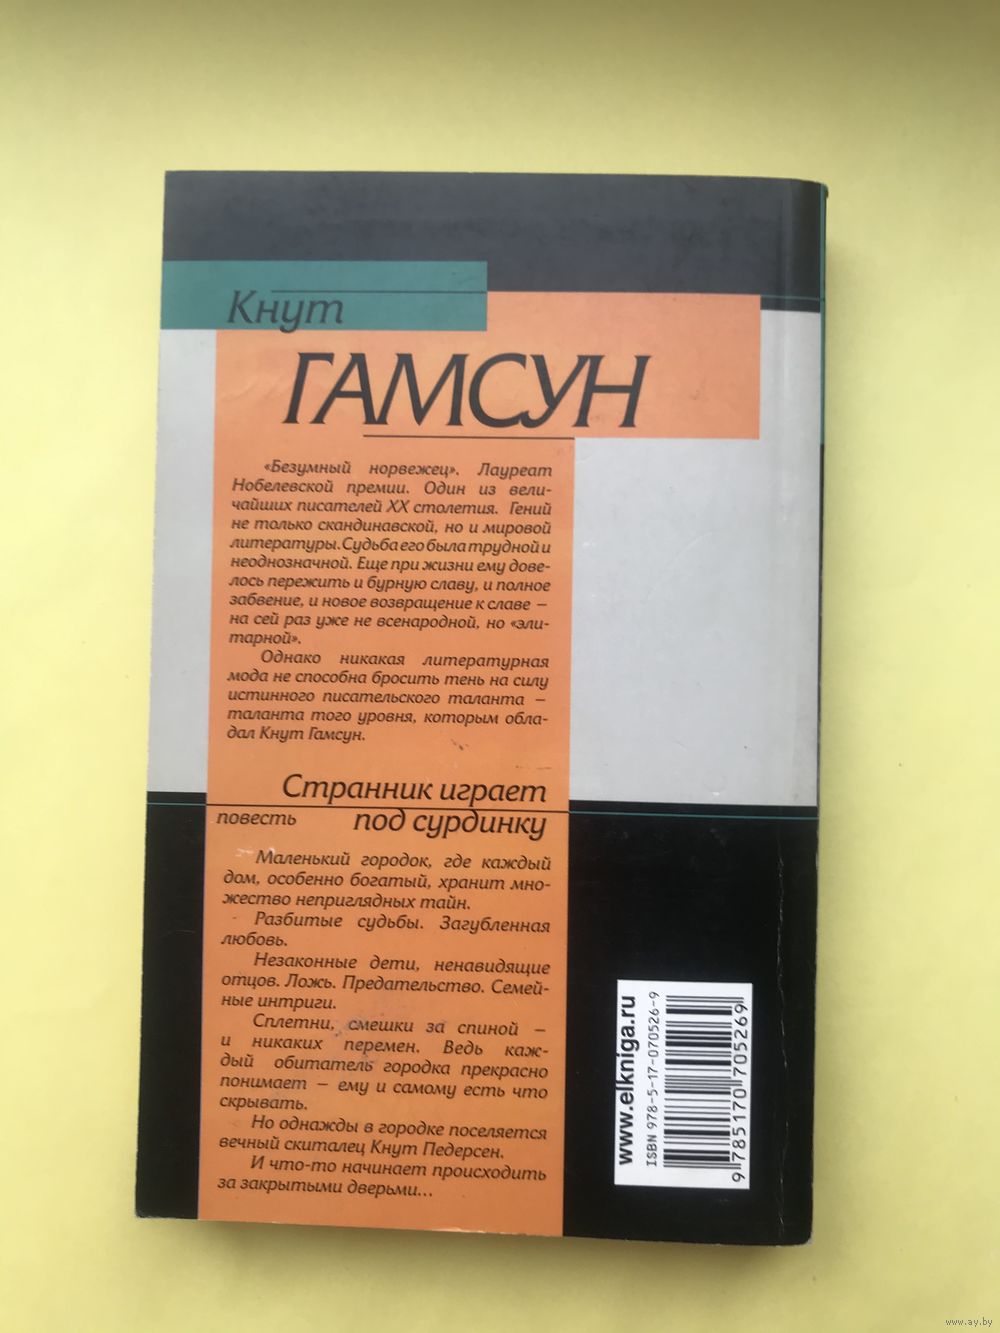 Кнут
ГАМСУН
«Безумный норвежец». Лауреат
Нобелевской премии. Один из вели-
чайших писателей XX столетия. Гений
не только скандинавской, но и мировой
литературы. Судьба его была трудной и
неоднозначной. Еще при жизни ему дове-
лось пережить и бурную славу, и полное
забвение, и новое возвращение к славе –
на сей раз уже не всенародной, но «эли-
тарной».
Однако никакая литературная
мода не способна бросить тень на силу
истинного писательского таланта –
таланта того уровня, которым обла-
дал Кнут Гамсун.
Странник играет
повесть под сурдинку
Маленький городок, где каждый
дом, особенно богатый, хранит мно-
жество неприглядных тайн.
Разбитые судьбы. Загубленная
любовь.
Незаконные дети, ненавидящие
отцов. Ложь. Предательство. Семей-
ные интриги.
Сплетни, смешки за спиной –
и никаких перемен. Ведь каж-
дый обитатель городка прекрасно
понимает – ему и самому есть что
скрывать.
Но однажды в городке поселяется
вечный скиталец Кнут Педерсен.
И что-то начинает происходить
за закрытыми дверьми...
www.elkniga.ru
ISBN 978-5-17-070526-9
9 785170 705269
www.ay.by